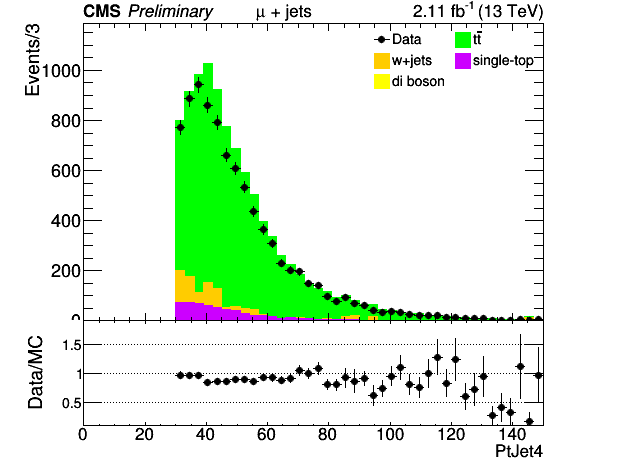 CMS Preliminary μ + jets 2.11 fb⁻¹ (13 TeV)
Events/3
Data tt̄
w+jets single-top
di boson
1000
800
600
400
200
0
Data/MC
1.5
1
0.5
0 20 40 60 80 100 120 140
PtJet4